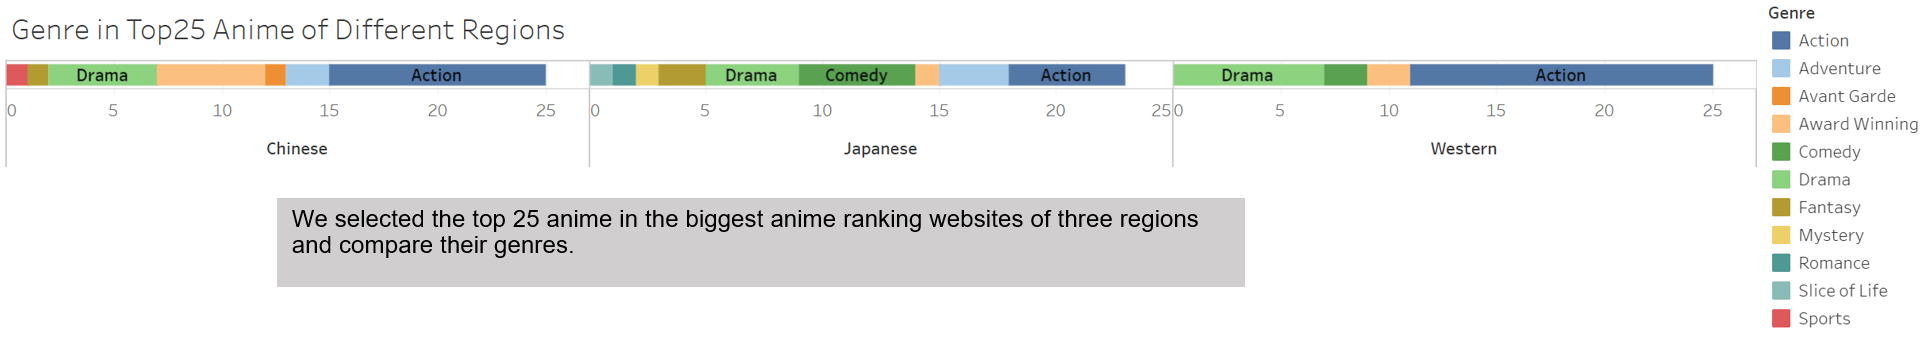 Genre in Top25 Anime of Different Regions
Drama Action Drama Comedy Action Drama Action
0 5 10 15 20 25 0 5 10 15 20 25 0 5 10 15 20 25
Chinese Japanese Western
We selected the top 25 anime in the biggest anime ranking websites of three regions
and compare their genres.
Genre
Action
Adventure
Avant Garde
Award Winning
Comedy
Drama
Fantasy
Mystery
Romance
Slice of Life
Sports